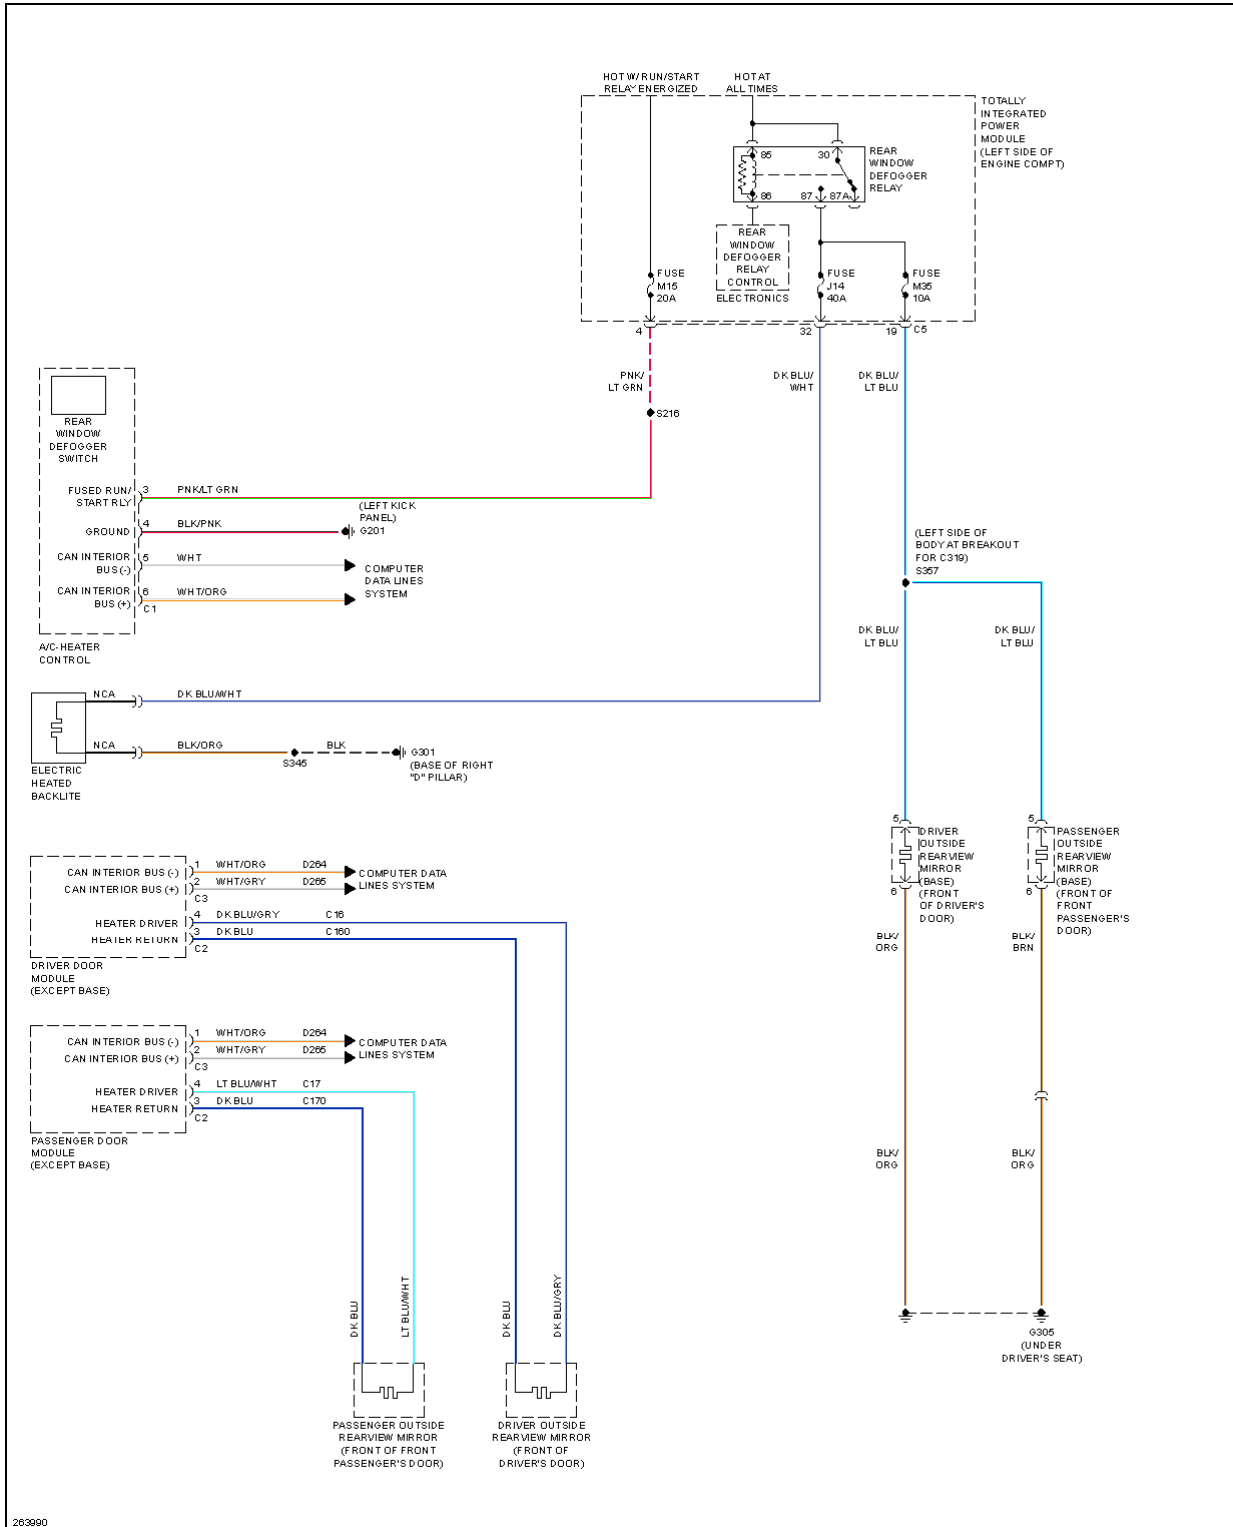 HOT W/ RUN/START
RELAY ENERGIZED
HOT AT
ALL TIMES
TOTALLY
INTEGRATED
POWER
MODULE
(LEFT SIDE OF
ENGINE COMPT)
85
30
REAR
WINDOW
DEFOGGER
RELAY
86
87
87A
REAR
WINDOW
DEFOGGER
RELAY
CONTROL
ELECTRONICS
FUSE
M15
20A
FUSE
J14
40A
FUSE
M35
10A
4
32
19
C5
PNK/
LT GRN
DK BLU/
WHT
DK BLU/
LT BLU
S216
REAR
WINDOW
DEFOGGER
SWITCH
FUSED RUN/
START RLY
3
PNK/LT GRN
GROUND
4
BLK/PNK
(LEFT KICK
PANEL)
G201
CAN INTERIOR
BUS (-)
5
WHT
CAN INTERIOR
BUS (+)
6
WHT/ORG
C1
COMPUTER
DATA LINES
SYSTEM
A/C-HEATER
CONTROL
(LEFT SIDE OF
BODY AT BREAKOUT
FOR C319)
S357
DK BLU/
LT BLU
DK BLU/
LT BLU
NCA
DK BLU/WHT
NCA
BLK/ORG
S345
BLK
G301
(BASE OF RIGHT
"D" PILLAR)
ELECTRIC
HEATED
BACKLITE
5
DRIVER
OUTSIDE
REARVIEW
MIRROR
(BASE)
(FRONT
OF DRIVER'S
DOOR)
6
5
PASSENGER
OUTSIDE
REARVIEW
MIRROR
(BASE)
(FRONT OF
FRONT
PASSENGER'S
DOOR)
6
BLK/
ORG
BLK/
BRN
CAN INTERIOR BUS (-)
1
WHT/ORG
D264
CAN INTERIOR BUS (+)
2
WHT/GRY
D265
C3
COMPUTER DATA
LINES SYSTEM
HEATER DRIVER
4
DK BLU/GRY
C16
HEATER RETURN
3
DK BLU
C160
C2
DRIVER DOOR
MODULE
(EXCEPT BASE)
CAN INTERIOR BUS (-)
1
WHT/ORG
D264
CAN INTERIOR BUS (+)
2
WHT/GRY
D265
C3
COMPUTER DATA
LINES SYSTEM
HEATER DRIVER
4
LT BLU/WHT
C17
HEATER RETURN
3
DK BLU
C170
C2
PASSENGER DOOR
MODULE
(EXCEPT BASE)
BLK/
ORG
BLK/
ORG
DK BLU
LT BLU/WHT
DK BLU
DK BLU/GRY
G305
(UNDER
DRIVER'S SEAT)
PASSENGER OUTSIDE
REARVIEW MIRROR
(FRONT OF FRONT
PASSENGER'S DOOR)
DRIVER OUTSIDE
REARVIEW MIRROR
(FRONT OF
DRIVER'S DOOR)
263990